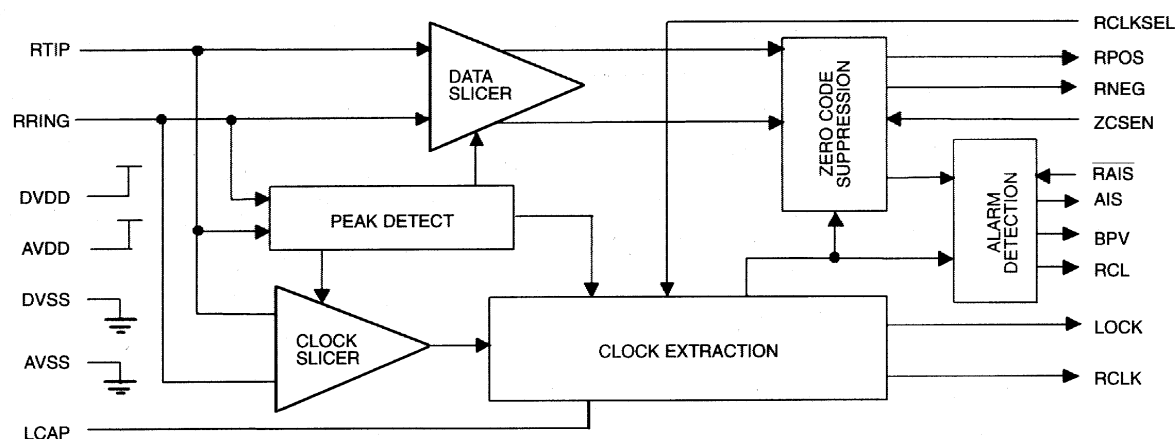 RTIP
RRING
DVDD
AVDD
DVSS
AVSS
LCAP
DATA
SLICER
PEAK DETECT
CLOCK
SLICER
CLOCK EXTRACTION
ZERO CODE
SUPPRESSION
ALARM
DETECTION
RCLKSEL
RPOS
RNEG
ZCSEN
RAIS
AIS
BPV
RCL
LOCK
RCLK